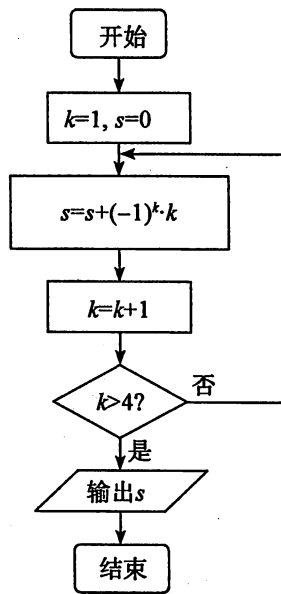 开始
k=1, s=0
s=s+(-1)ᵏ·k
k=k+1
k>4?
否
是
输出s
结束